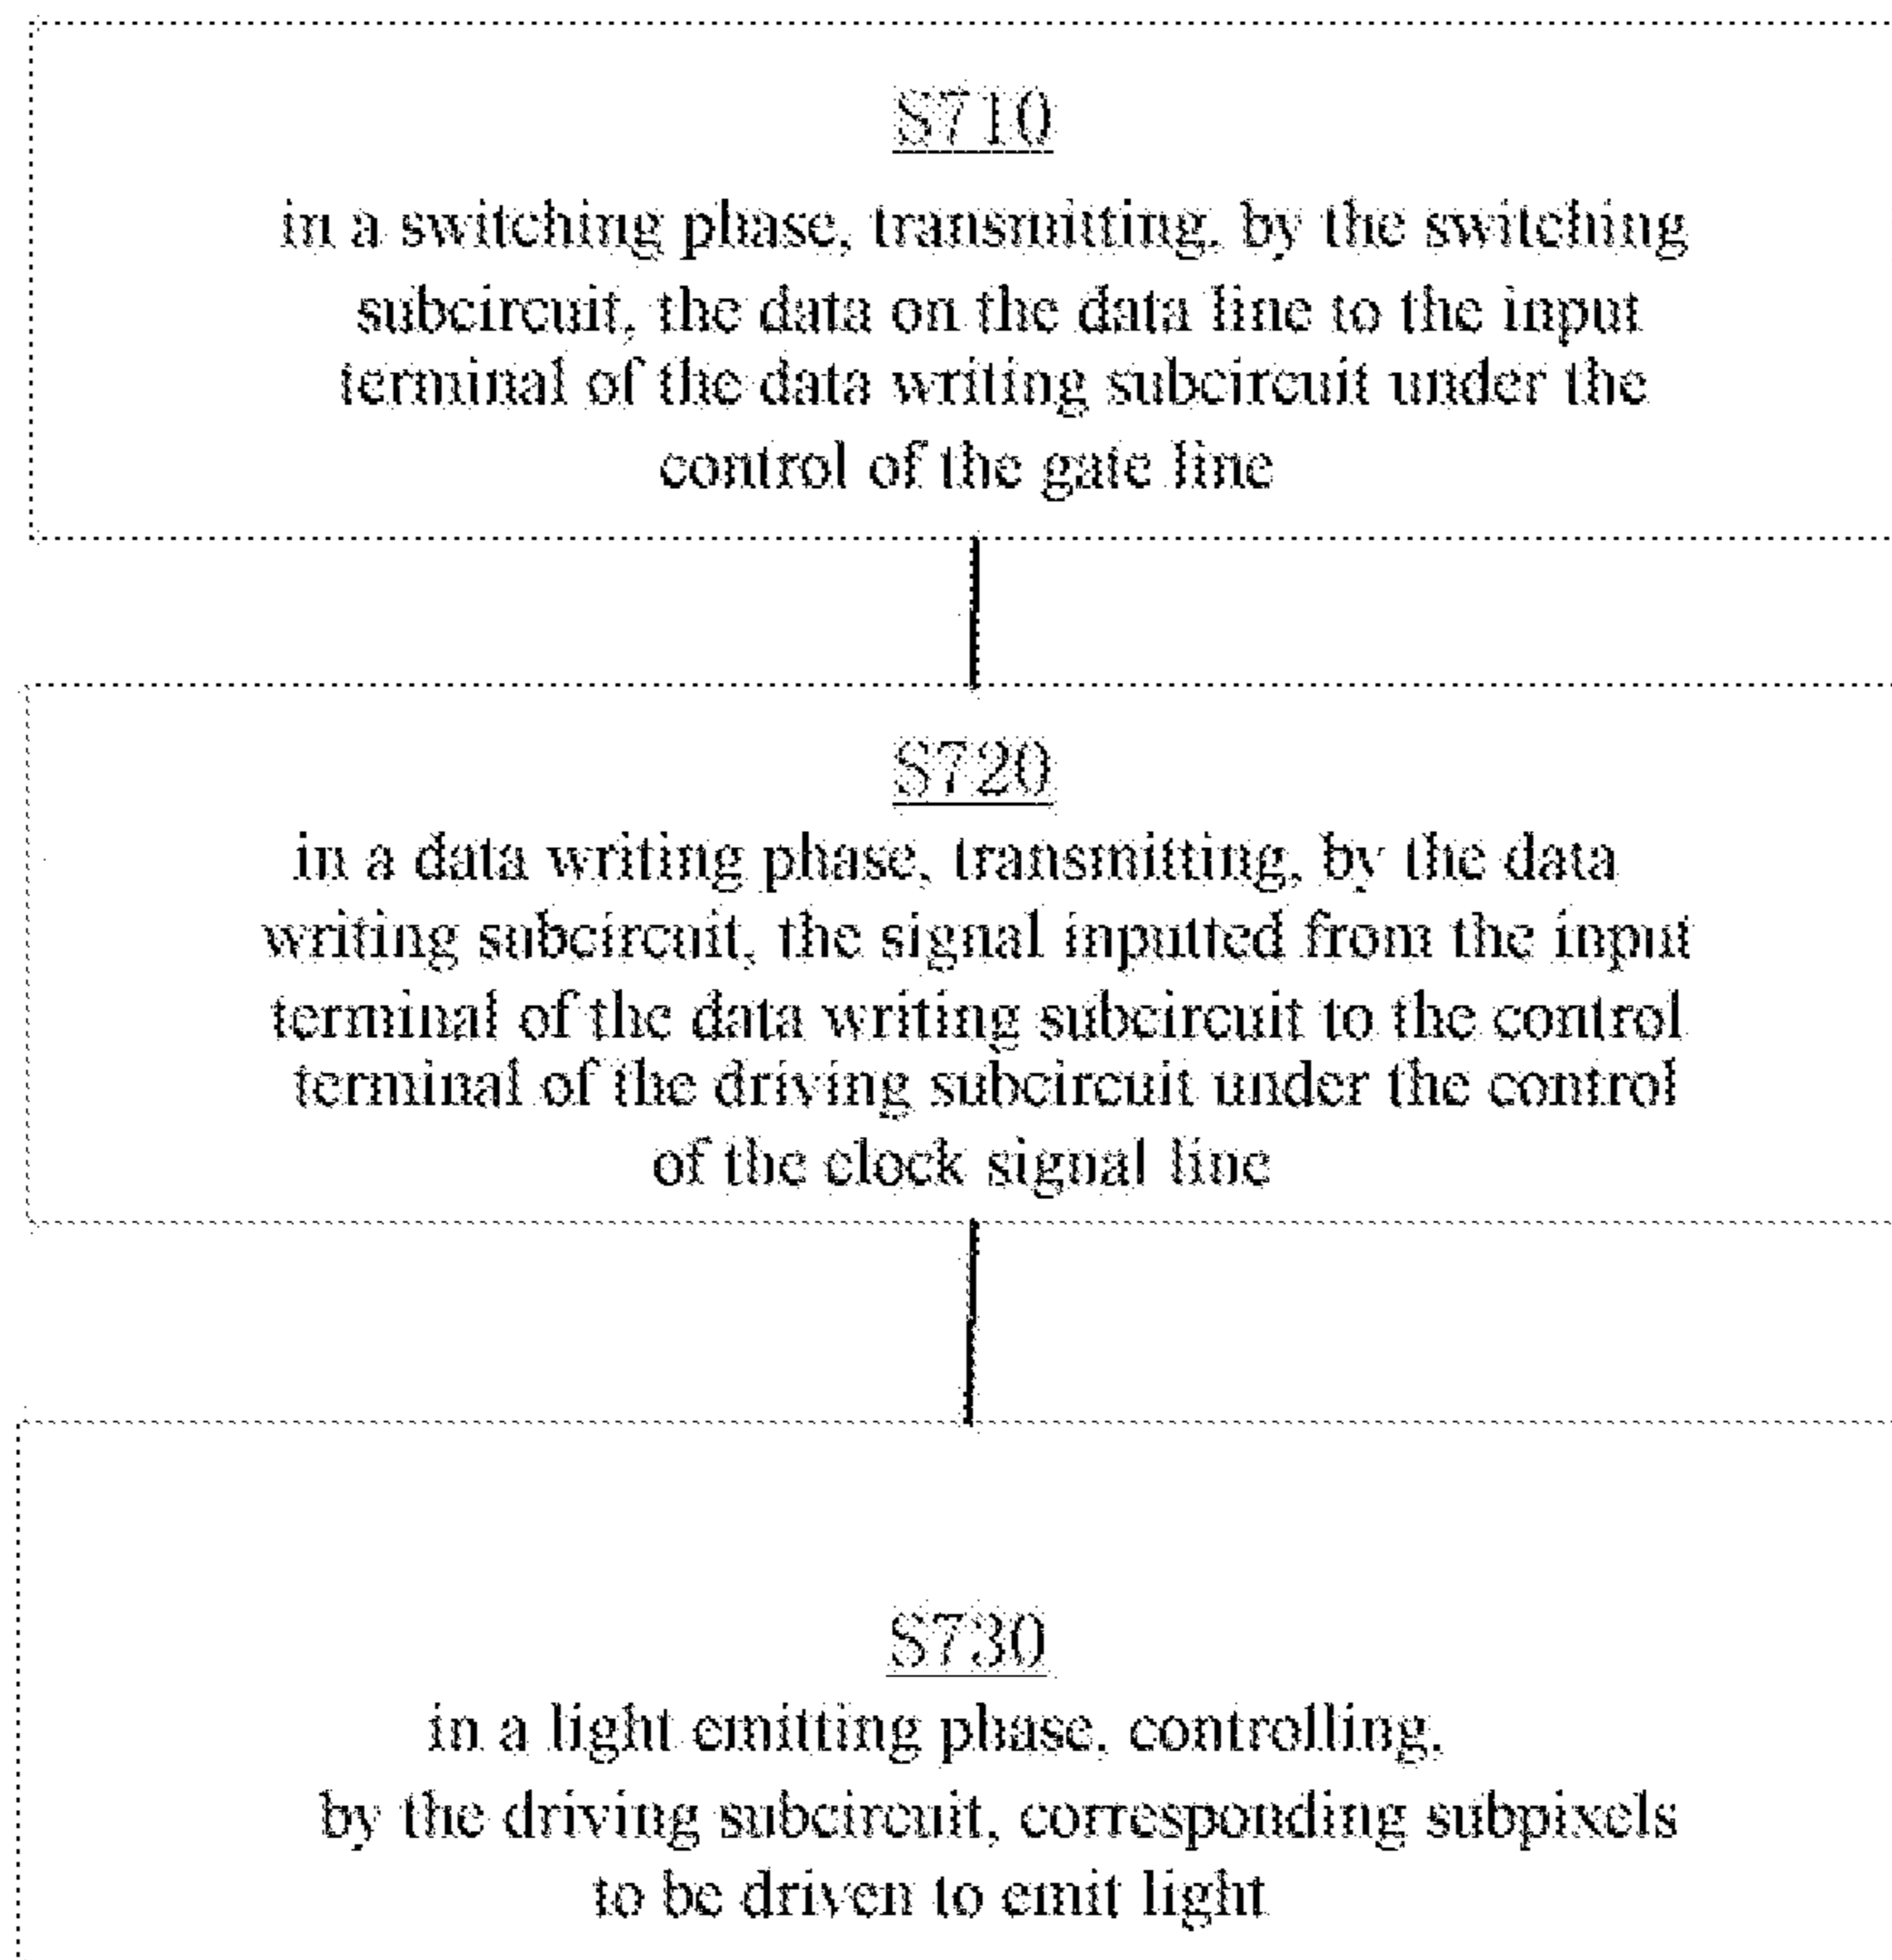 S710
in a switching phase, transmitting, by the switching
subcircuit, the data on the data line to the input
terminal of the data writing subcircuit under the
control of the gate line
S720
in a data writing phase, transmitting, by the data
writing subcircuit, the signal inputted from the input
terminal of the data writing subcircuit to the control
terminal of the driving subcircuit under the control
of the clock signal line
S730
in a light emitting phase, controlling,
by the driving subcircuit, corresponding subpixels
to be driven to emit light